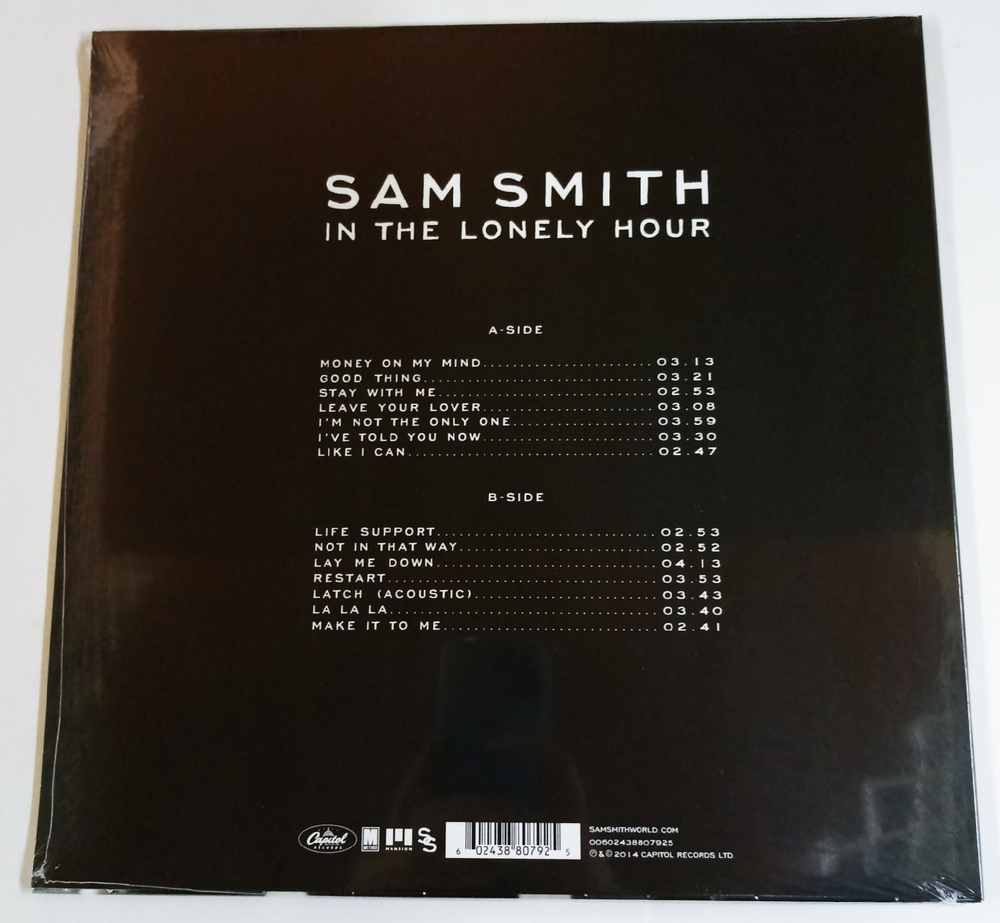 SAM SMITH
IN THE LONELY HOUR
A-SIDE
MONEY ON MY MIND.......................... 03.13
GOOD THING.................................... 03.21
STAY WITH ME................................. 02.53
LEAVE YOUR LOVER.......................... 03.08
I'M NOT THE ONLY ONE...................... 03.59
I'VE TOLD YOU NOW.......................... 03.30
LIKE I CAN....................................... 02.47
B-SIDE
LIFE SUPPORT................................. 02.53
NOT IN THAT WAY............................. 02.52
LAY ME DOWN................................. 04.13
RESTART......................................... 03.53
LATCH (ACOUSTIC)........................... 03.43
LA LA LA......................................... 03.40
MAKE IT TO ME................................ 02.41
Capitol
RECORDS
M
METHOD
MANSION
SS
6 02438 80792 5
SAMSMITHWORLD.COM
00602438807925
℗ & © 2014 CAPITOL RECORDS LTD